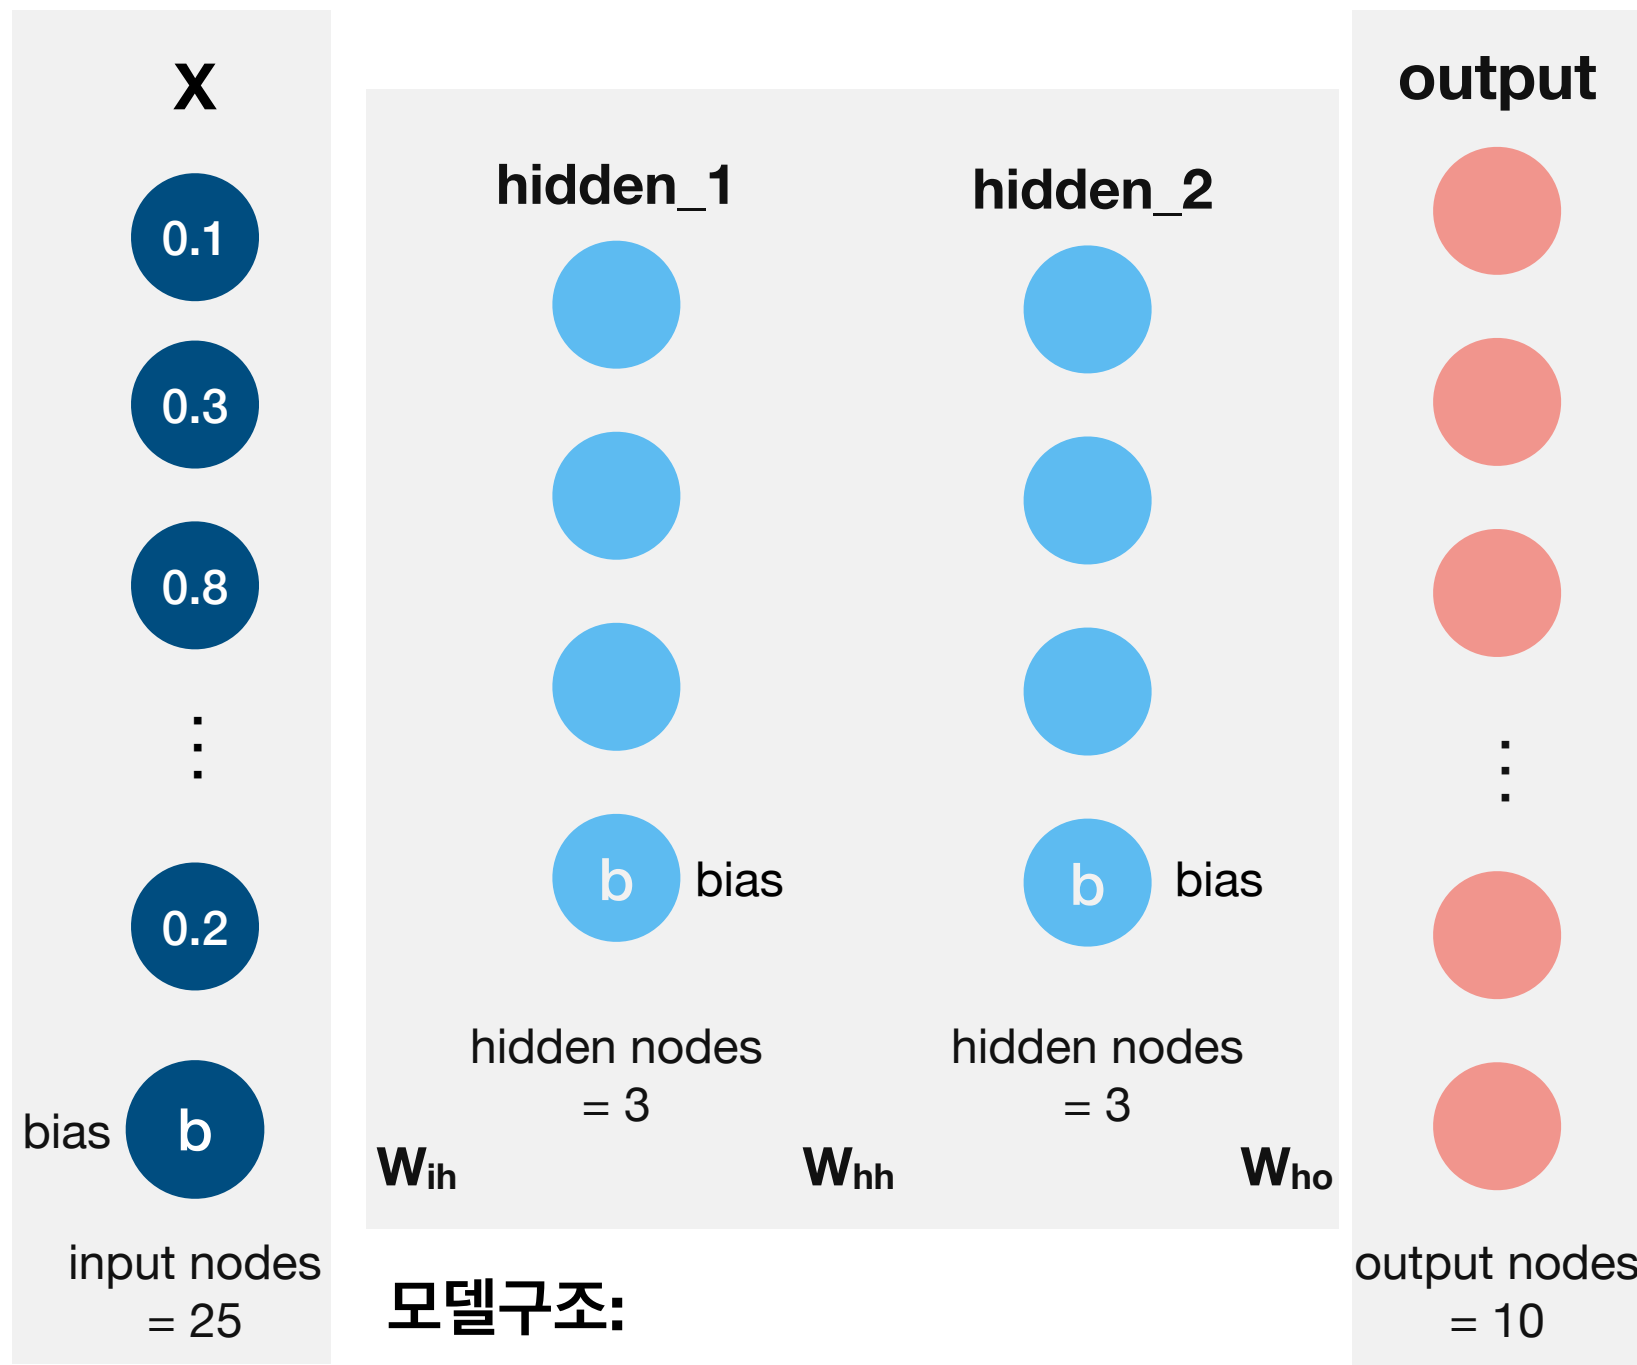 X
0.1
0.3
0.8
⋮
0.2
bias b
input nodes
= 25
hidden_1
b bias
hidden nodes
= 3
hidden_2
b bias
hidden nodes
= 3
Wih Whh Who
모델구조:
output
⋮
output nodes
= 10